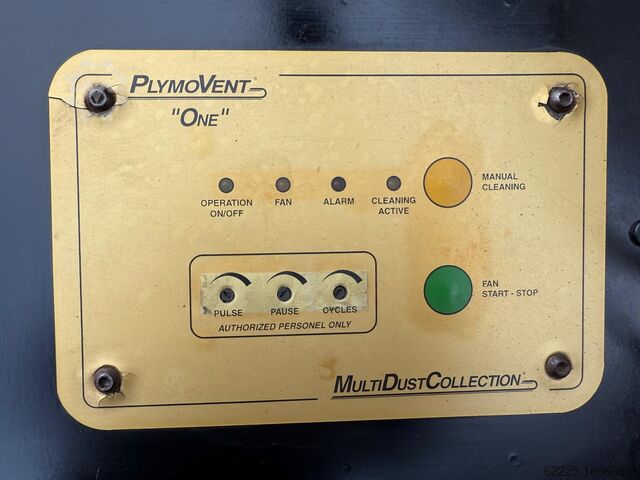 PLYMOVENT®
"ONE"
OPERATION
ON/OFF
FAN
ALARM
CLEANING
ACTIVE
MANUAL
CLEANING
PULSE
PAUSE
CYCLES
AUTHORIZED PERSONEL ONLY
FAN
START - STOP
MULTIDUSTCOLLECTION®